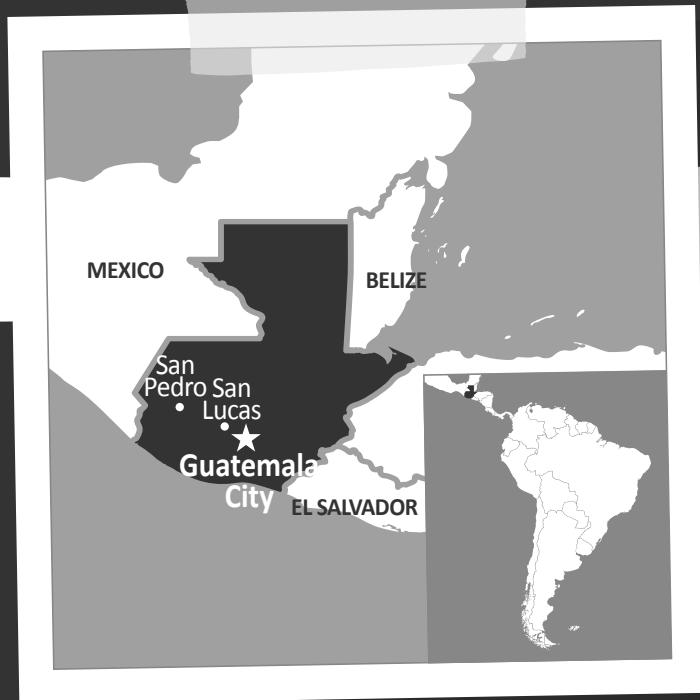 MEXICO
BELIZE
San
Pedro
San
Lucas
Guatemala
City
EL SALVADOR